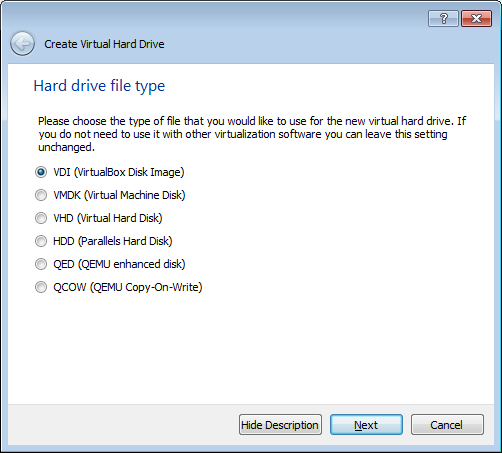 ?
Create Virtual Hard Drive
Hard drive file type
Please choose the type of file that you would like to use for the new virtual hard drive. If
you do not need to use it with other virtualization software you can leave this setting
unchanged.
VDI (VirtualBox Disk Image)
VMDK (Virtual Machine Disk)
VHD (Virtual Hard Disk)
HDD (Parallels Hard Disk)
QED (QEMU enhanced disk)
QCOW (QEMU Copy-On-Write)
Hide Description Next Cancel